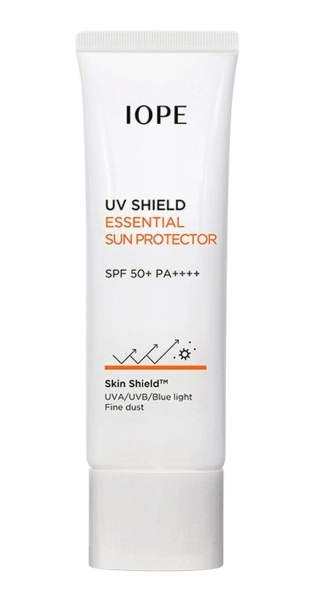 IOPE
UV SHIELD
ESSENTIAL
SUN PROTECTOR
SPF 50+ PA++++
Skin Shield™
UVA/UVB/Blue light
Fine dust